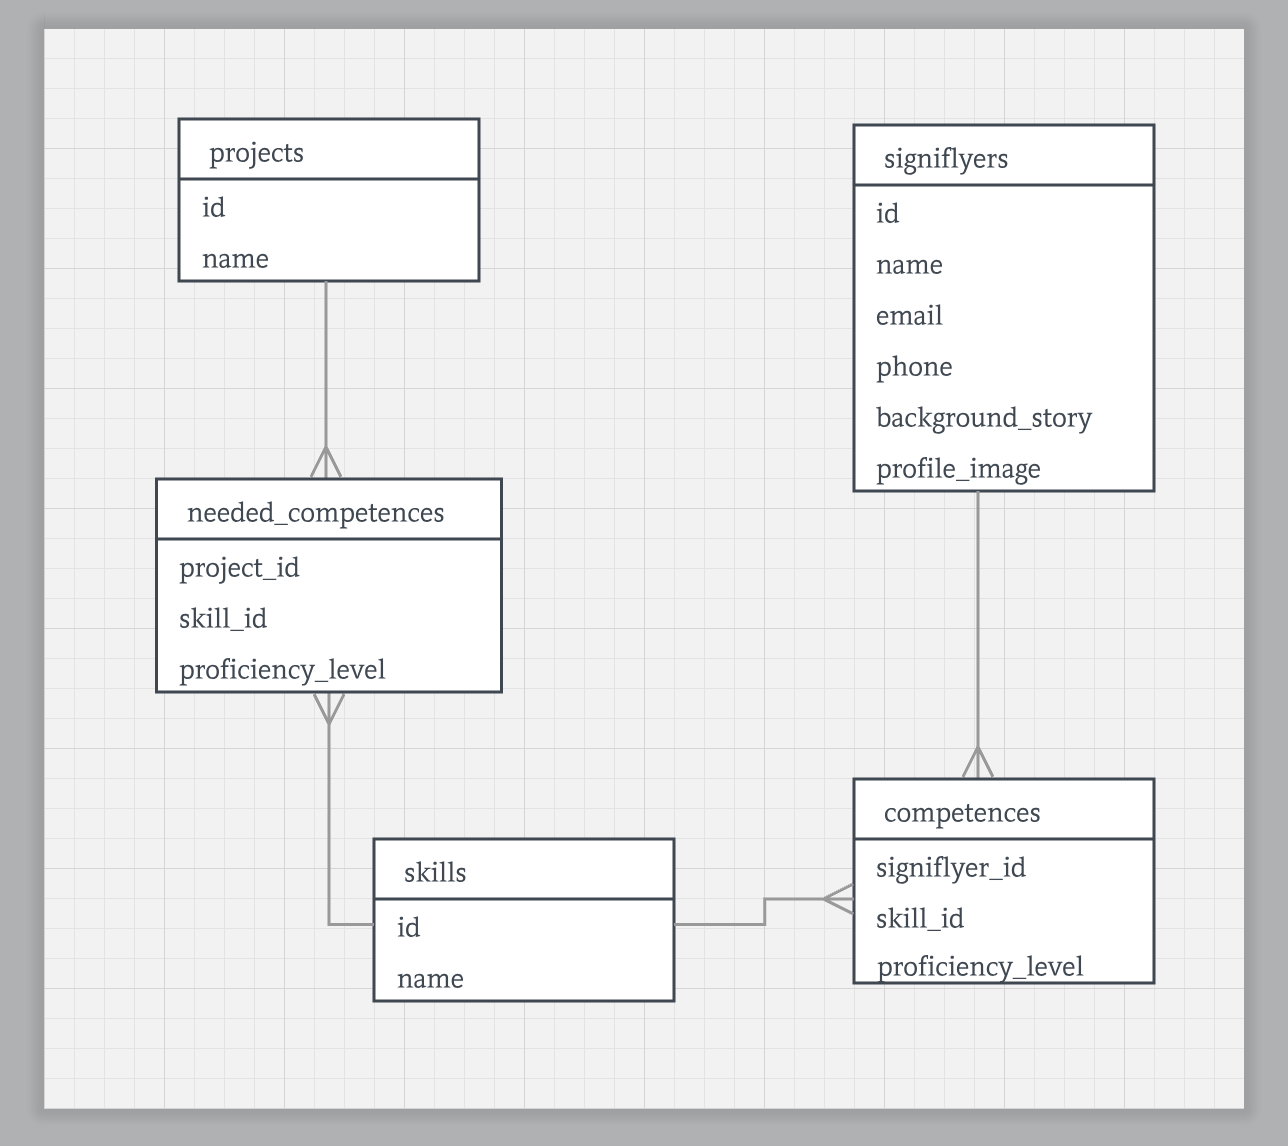 projects
id
name
signiflyers
id
name
email
phone
background_story
profile_image
needed_competences
project_id
skill_id
proficiency_level
skills
id
name
competences
signiflyer_id
skill_id
proficiency_level